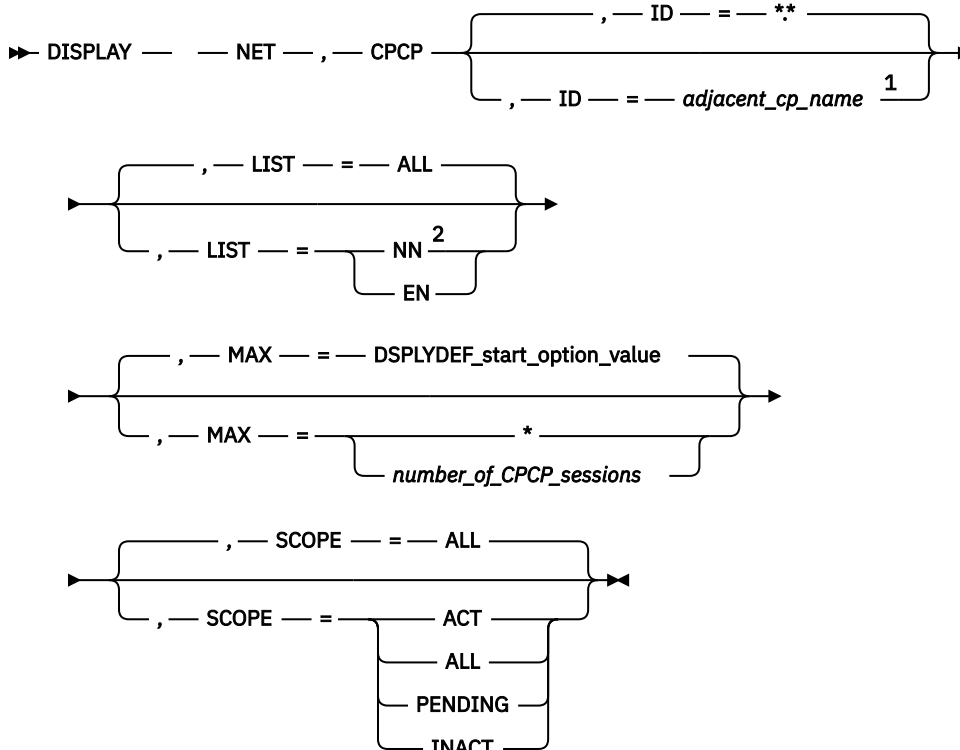 , ID = *.*
DISPLAY NET , CPCP
, ID = adjacent_cp_name 1
, LIST = ALL
, LIST = NN 2
EN
, MAX = DSPLYDEF_start_option_value
, MAX = *
number_of_CPCP_sessions
, SCOPE = ALL
, SCOPE = ACT
ALL
PENDING
INACT